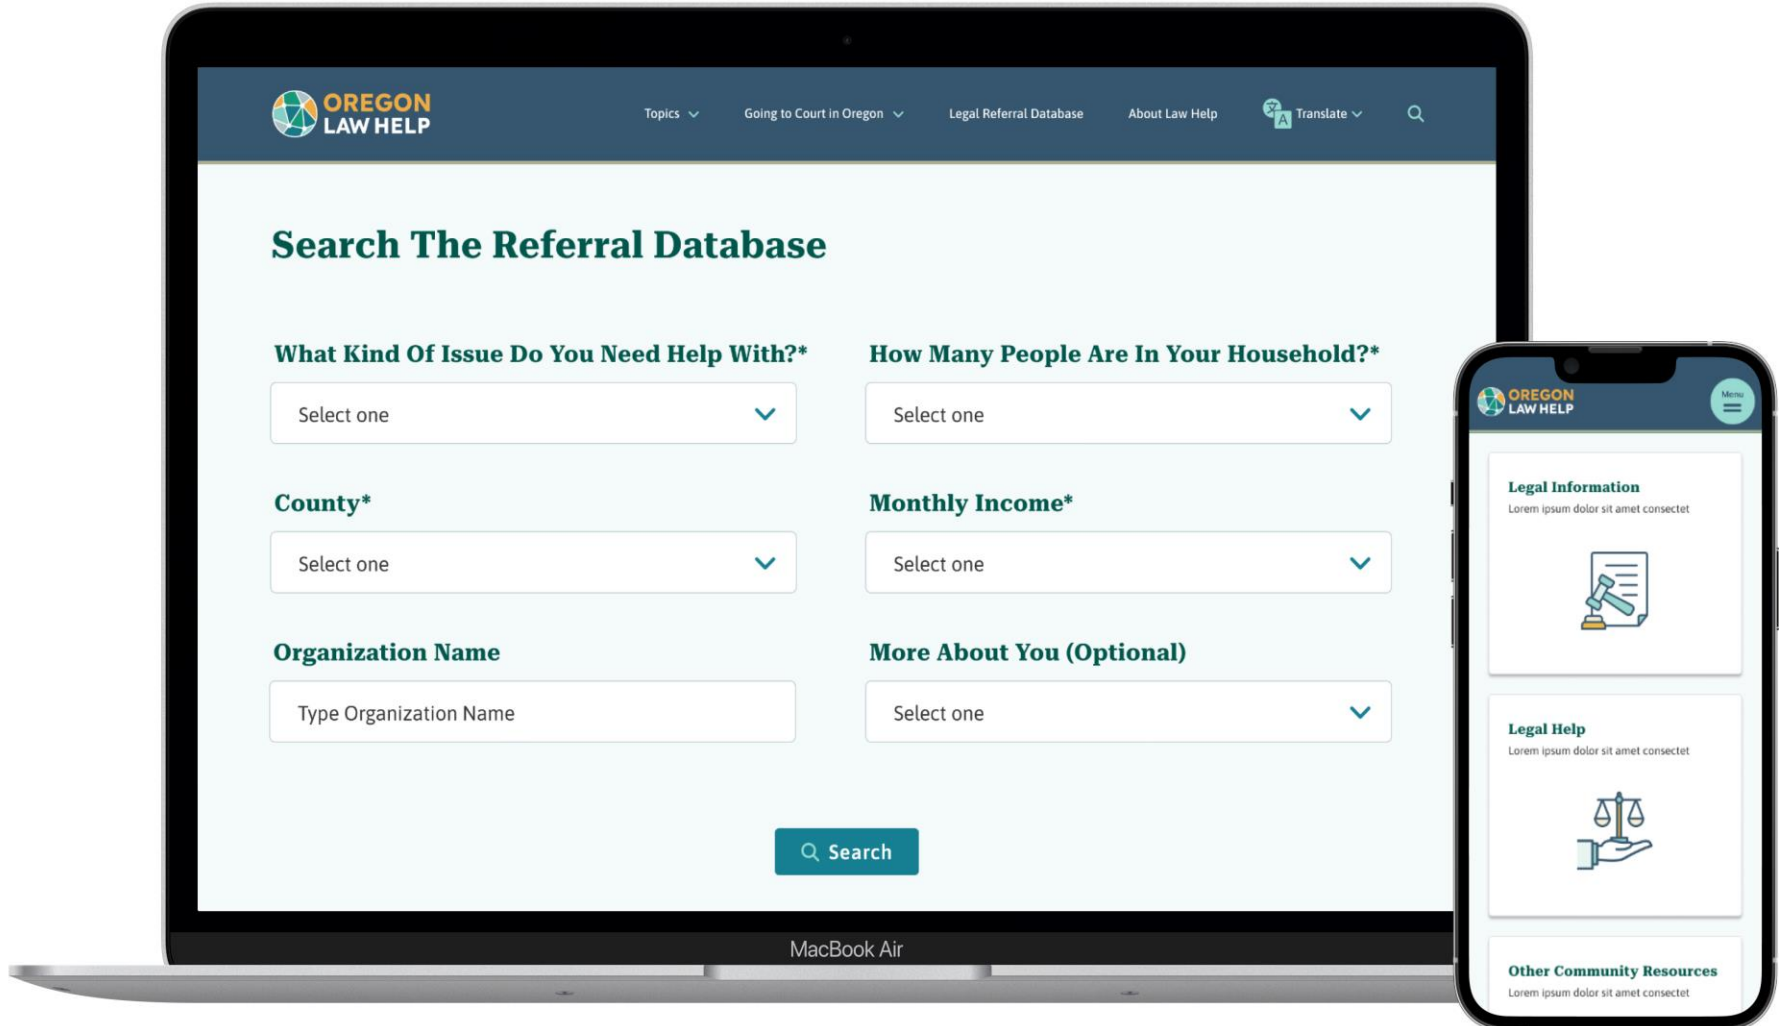 OREGON
LAW HELP
Topics
Going to Court in Oregon
Legal Referral Database
About Law Help
文A Translate
Search The Referral Database
What Kind Of Issue Do You Need Help With?*
Select one
How Many People Are In Your Household?*
Select one
County*
Select one
Monthly Income*
Select one
Organization Name
Type Organization Name
More About You (Optional)
Select one
Search
MacBook Air
OREGON
LAW HELP
Menu
Legal Information
Lorem ipsum dolor sit amet consectet
Legal Help
Lorem ipsum dolor sit amet consectet
Other Community Resources
Lorem ipsum dolor sit amet consectet